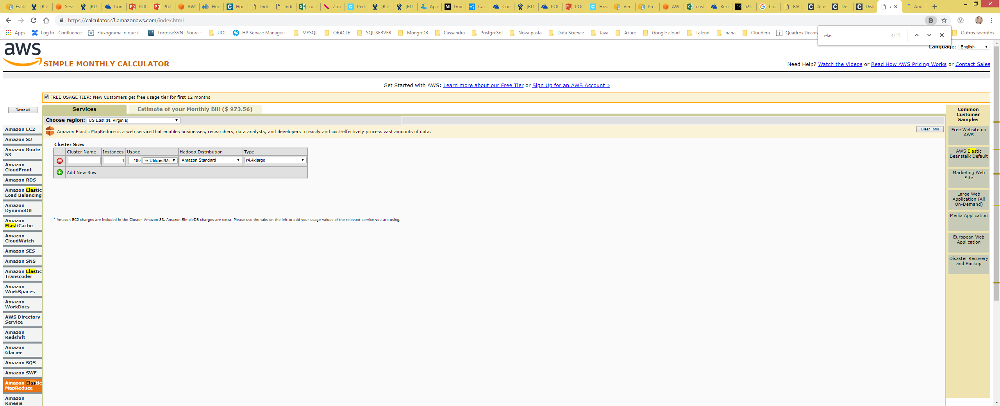 Estil
[BD-
Sess
[BD-
Con
POC
POC
AWS
Hue
Hor
Inde
Inde
cust
Zoo
Perf
[BD-
[BD-
Apa
Guid
Cas
Con
[BD-
POC
POC
How
Vers
Pres
AWS
cust
Rec
5.9.
bloc
FAQ
Ajus
Defa
Disk
Ama
https://calculator.s3.amazonaws.com/index.html
Apps
Log In - Confluence
Fluxograma: o que é
TortoiseSVN | Source
UOL
HP Service Manager
MYSQL
ORACLE
SQL SERVER
MongoDB
Cassandra
PostgreSql
Nova pasta
Data Science
Java
Azure
Google cloud
Talend
hana
Cloudera
Quadros Decora
Outros favoritos
elas
4/15
aws
SIMPLE MONTHLY CALCULATOR
Language: English
Need Help? Watch the Videos or Read How AWS Pricing Works or Contact Sales
Get Started with AWS: Learn more about our Free Tier or Sign Up for an AWS Account »
FREE USAGE TIER: New Customers get free usage tier for first 12 months
Reset All
Services
Estimate of your Monthly Bill ($ 973.56)
Choose region: US East (N. Virginia)
Amazon Elastic MapReduce is a web service that enables businesses, researchers, data analysts, and developers to easily and cost-effectively process vast amounts of data.
Clear Form
Cluster Size:
Cluster Name Instances Usage Hadoop Distribution Type
1 100 % Utilized/Mo Amazon Standard r4.4xlarge
Add New Row
* Amazon EC2 charges are included in the Cluster. Amazon S3, Amazon SimpleDB charges are extra. Please use the tabs on the left to add your usage values of the relevant service you are using.
Amazon EC2
Amazon S3
Amazon Route
53
Amazon
CloudFront
Amazon RDS
Amazon Elastic
Load Balancing
Amazon
DynamoDB
Amazon
ElastiCache
Amazon
CloudWatch
Amazon SES
Amazon SNS
Amazon Elastic
Transcoder
Amazon
WorkSpaces
Amazon
WorkDocs
AWS Directory
Service
Amazon
Redshift
Amazon
Glacier
Amazon SQS
Amazon SWF
Amazon Elastic
MapReduce
Amazon
Kinesis
Common
Customer
Samples
Free Website on
AWS
AWS Elastic
Beanstalk Default
Marketing Web
Site
Large Web
Application (All
On-Demand)
Media Application
European Web
Application
Disaster Recovery
and Backup